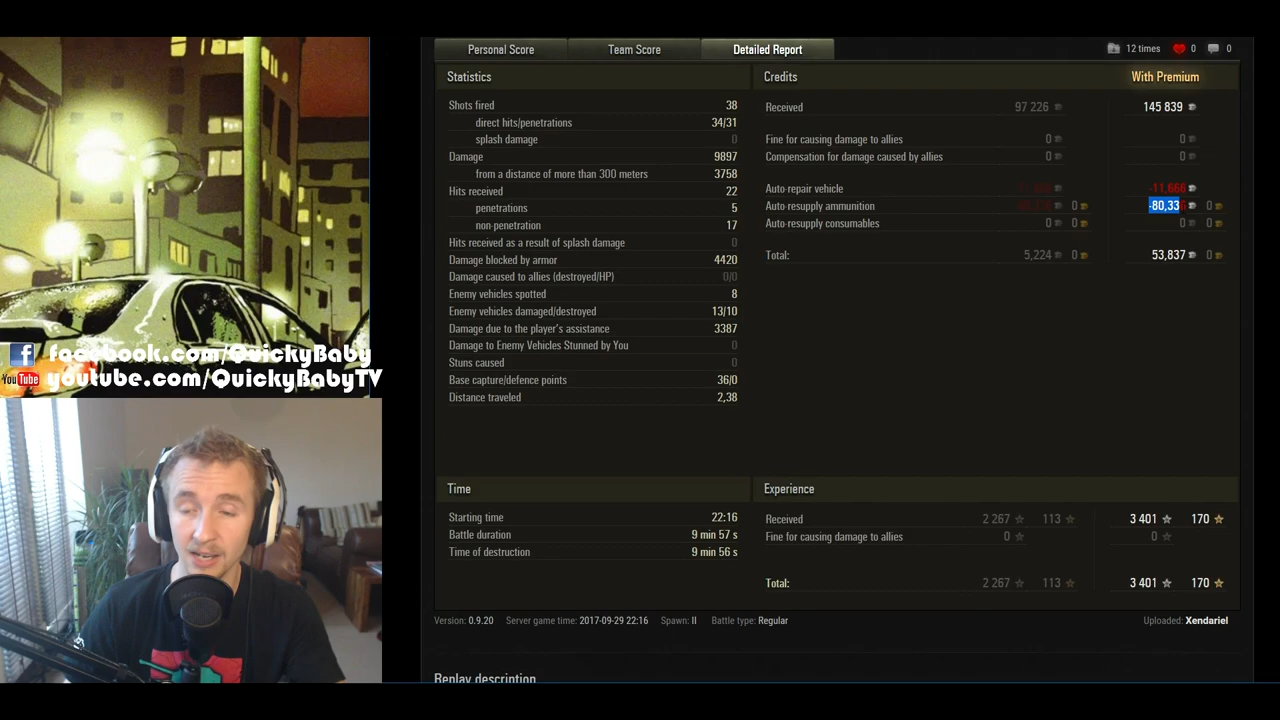 Personal Score Team Score Detailed Report 12 times 0 0
Statistics
Shots fired 38
direct hits/penetrations 34/31
splash damage 0
Damage 9897
from a distance of more than 300 meters 3758
Hits received 22
penetrations 5
non-penetration 17
Hits received as a result of splash damage 0
Damage blocked by armor 4420
Damage caused to allies (destroyed/HP) 0/0
Enemy vehicles spotted 8
Enemy vehicles damaged/destroyed 13/10
Damage due to the player's assistance 3387
Damage to Enemy Vehicles Stunned by You 0
Stuns caused 0
Base capture/defence points 36/0
Distance traveled 2,38
Credits With Premium
Received 97 226 145 839
Fine for causing damage to allies 0 0
Compensation for damage caused by allies 0 0
Auto-repair vehicle -11,666
Auto-resupply ammunition 0 -80,336 0
Auto-resupply consumables 0 0 0 0
Total: 5,224 0 53,837 0
Time
Starting time 22:16
Battle duration 9 min 57 s
Time of destruction 9 min 56 s
Experience
Received 2 267 113 3 401 170
Fine for causing damage to allies 0 0
Total: 2 267 113 3 401 170
Version: 0.9.20 Server game time: 2017-09-29 22:16 Spawn: II Battle type: Regular Uploaded: Xendariel
Replay description
f facebook.com/QuickyBaby
YouTube youtube.com/QuickyBabyTV